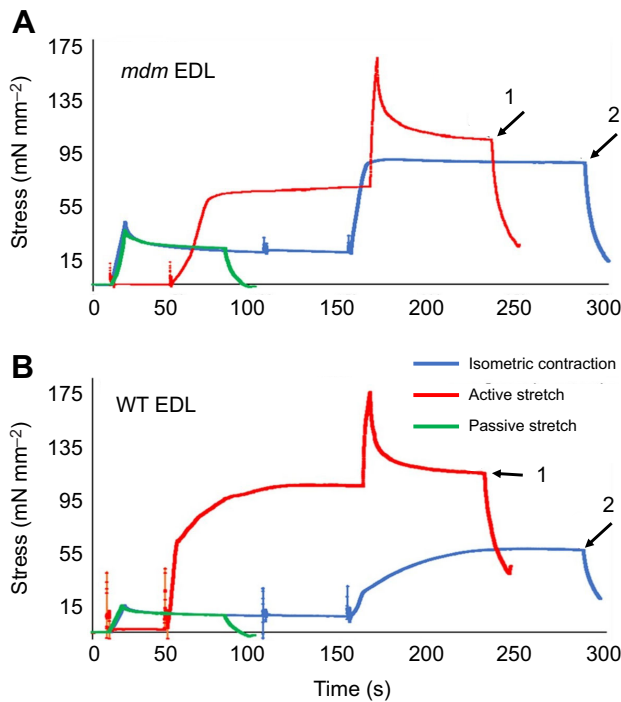 A
mdm EDL
175
135
95
55
15
Stress (mN mm⁻²)
1
2
0 50 100 150 200 250 300
B
WT EDL
Isometric contraction
Active stretch
Passive stretch
175
135
95
55
15
Stress (mN mm⁻²)
1
2
0 50 100 150 200 250 300
Time (s)